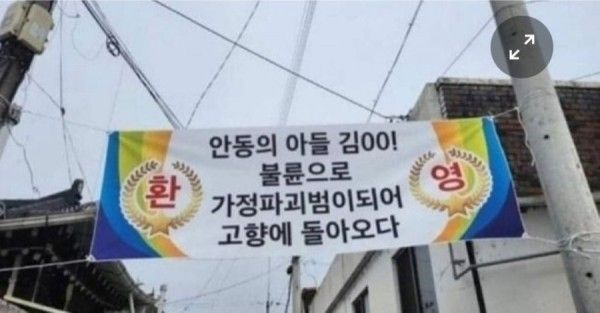 환
안동의 아들 김00!
불륜으로
가정파괴범이되어
고향에 돌아오다
영